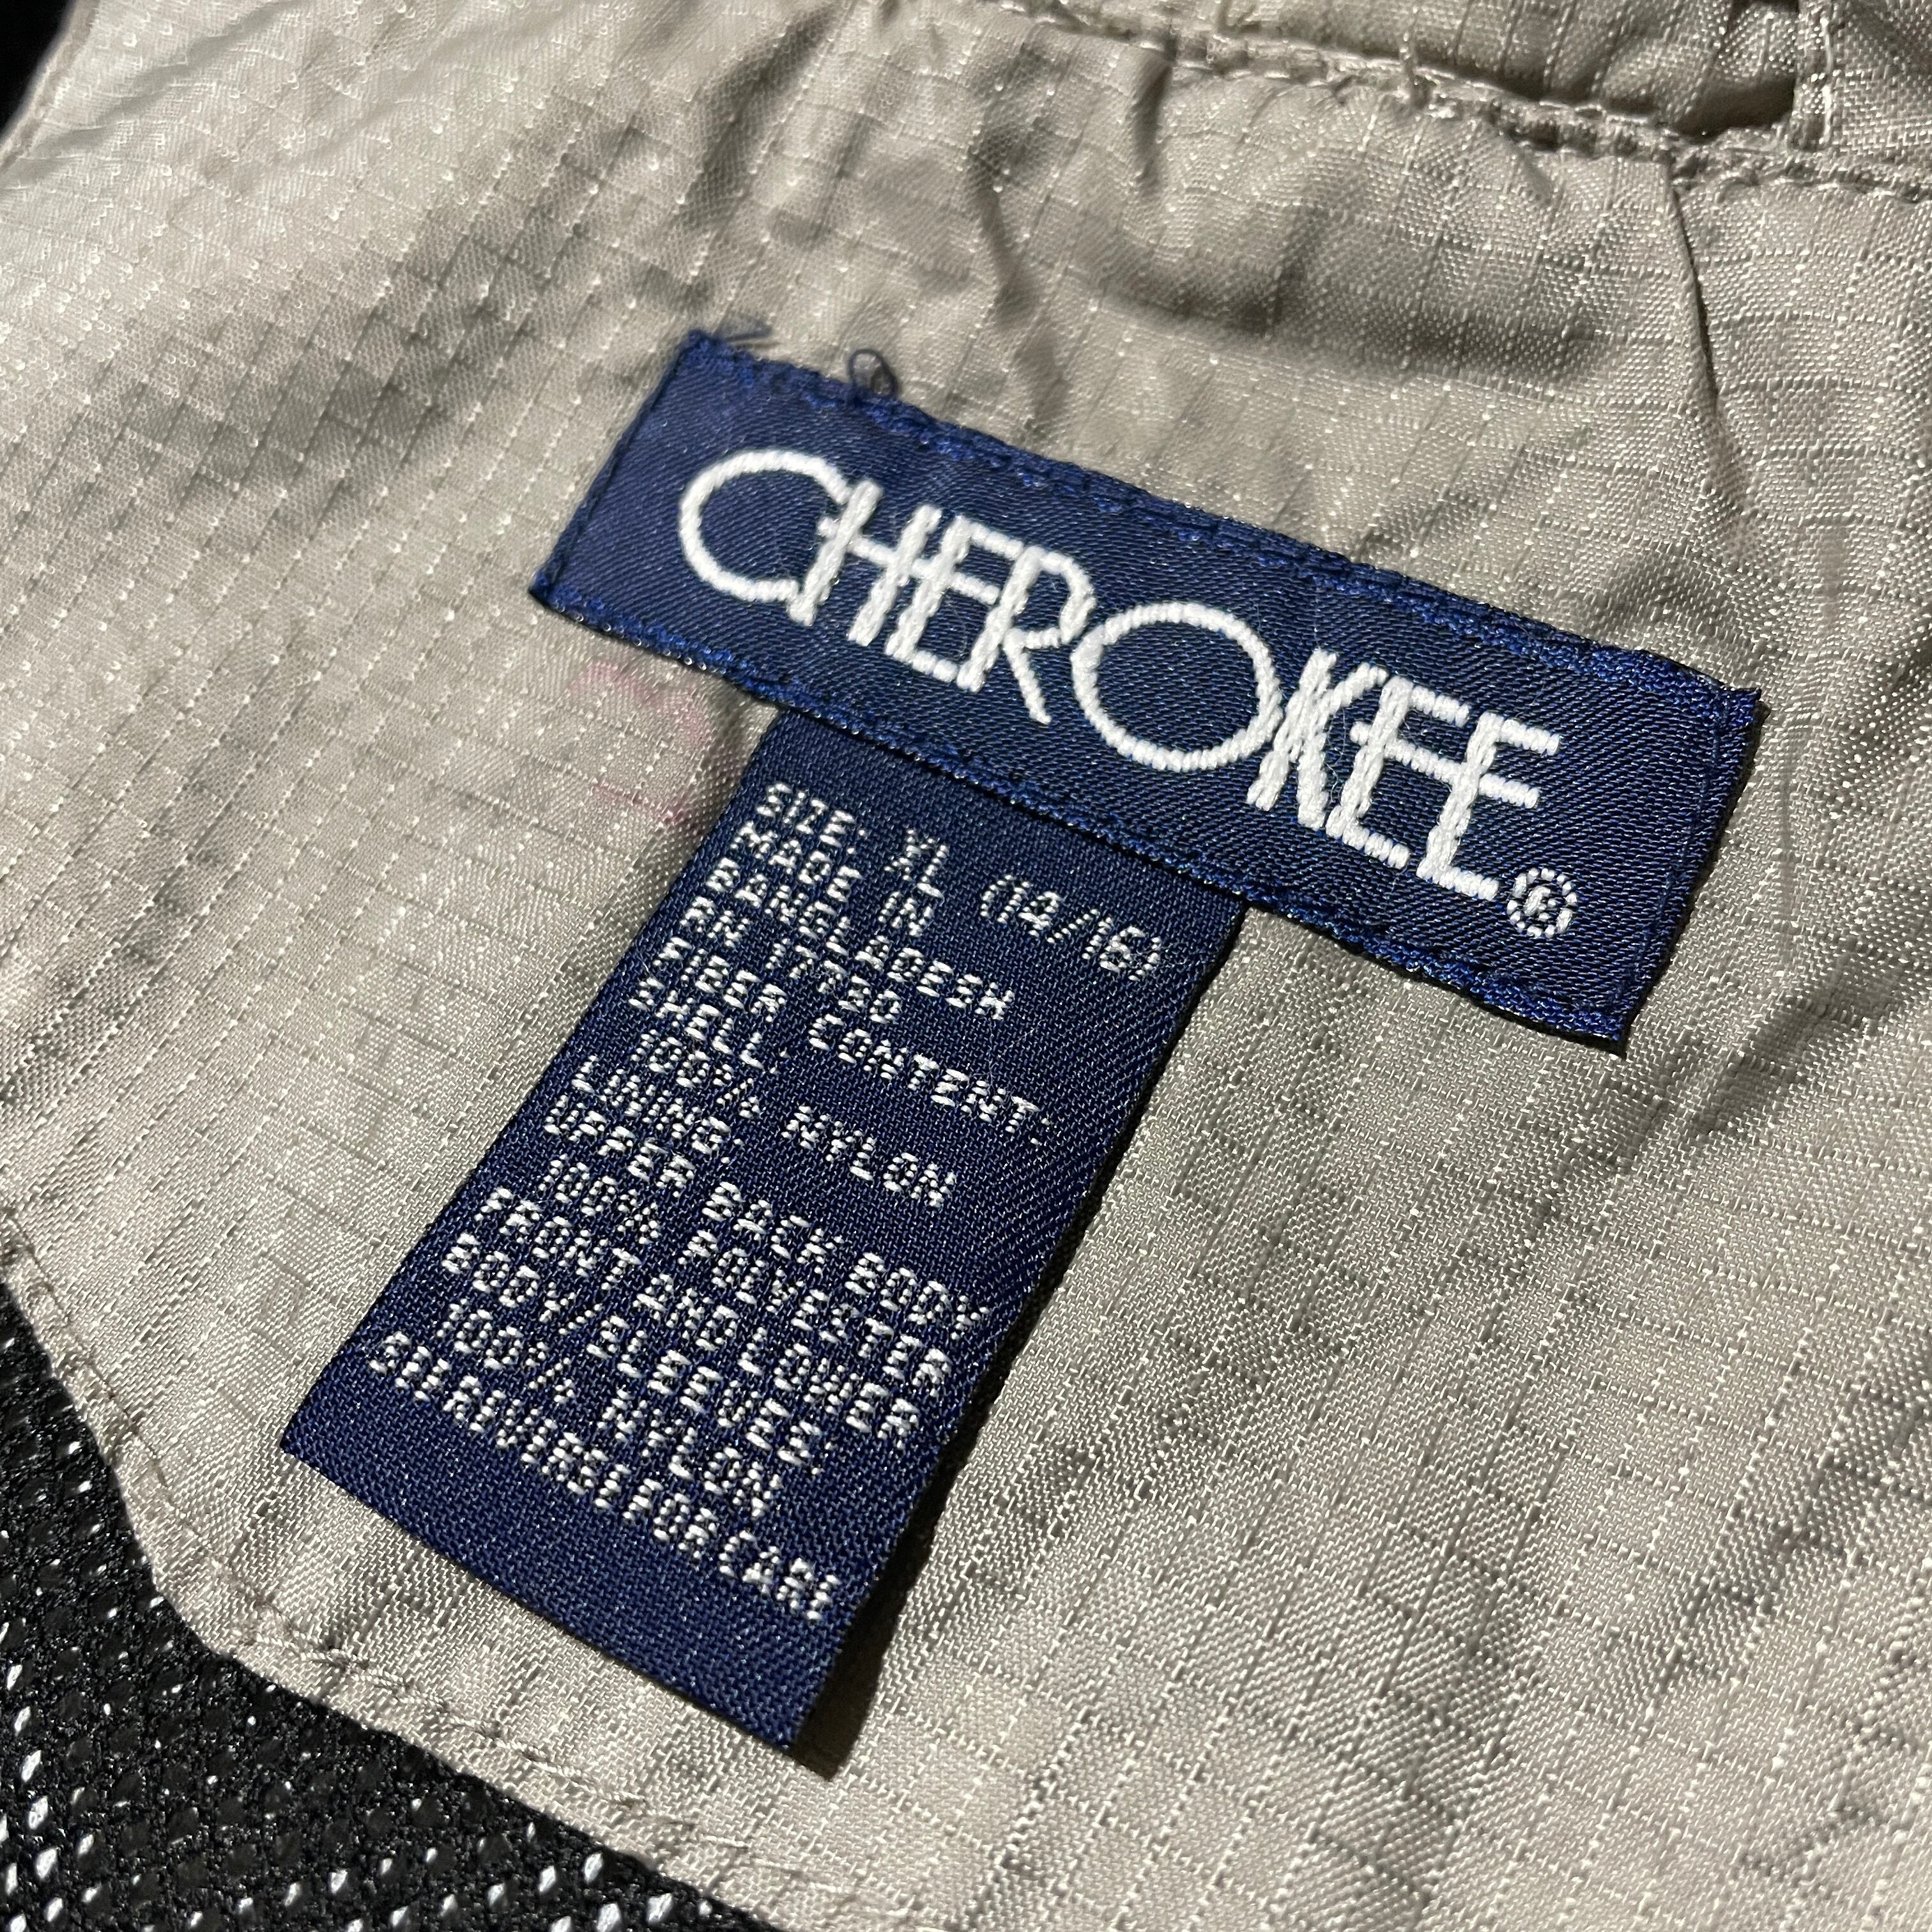 CHEROKEE®
SIZE: XL (14/16)
MADE IN
BANGLADESH
RN 17730
FIBER CONTENT:
SHELL:
100% NYLON
LINING:
UPPER BACK BODY
100% POLYESTER
FRONT AND LOWER
BODY/SLEEVES:
100% NYLON
SEE REVERSE FOR CARE